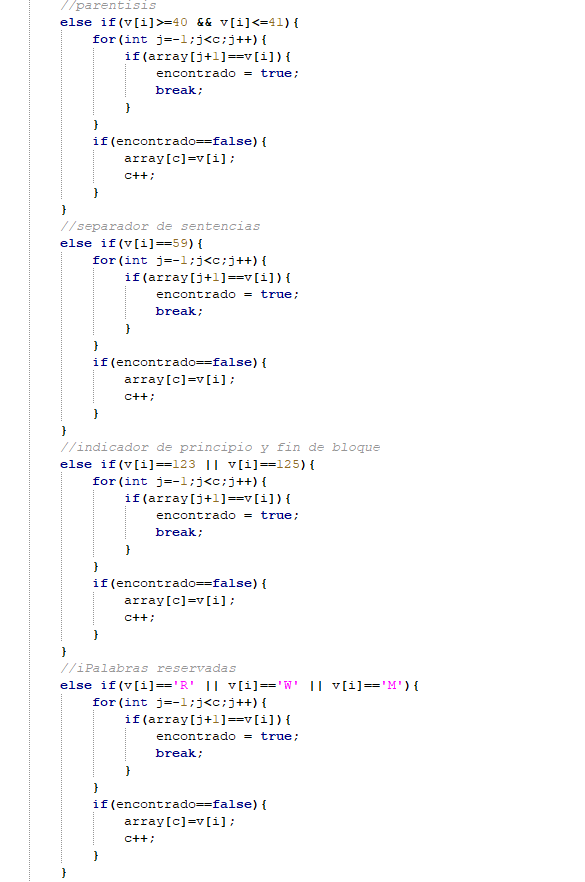 //parentisis
else if(v[i]>=40 && v[i]<=41){
for(int j=-1;j<c;j++){
if(array[j+1]==v[i]){
encontrado = true;
break;
}
}
if(encontrado==false){
array[c]=v[i];
c++;
}
}
//separador de sentencias
else if(v[i]==59){
for(int j=-1;j<c;j++){
if(array[j+1]==v[i]){
encontrado = true;
break;
}
}
if(encontrado==false){
array[c]=v[i];
c++;
}
}
//indicador de principio y fin de bloque
else if(v[i]==123 || v[i]==125){
for(int j=-1;j<c;j++){
if(array[j+1]==v[i]){
encontrado = true;
break;
}
}
if(encontrado==false){
array[c]=v[i];
c++;
}
}
//iPalabras reservadas
else if(v[i]=='R' || v[i]=='W' || v[i]=='M'){
for(int j=-1;j<c;j++){
if(array[j+1]==v[i]){
encontrado = true;
break;
}
}
if(encontrado==false){
array[c]=v[i];
c++;
}
}